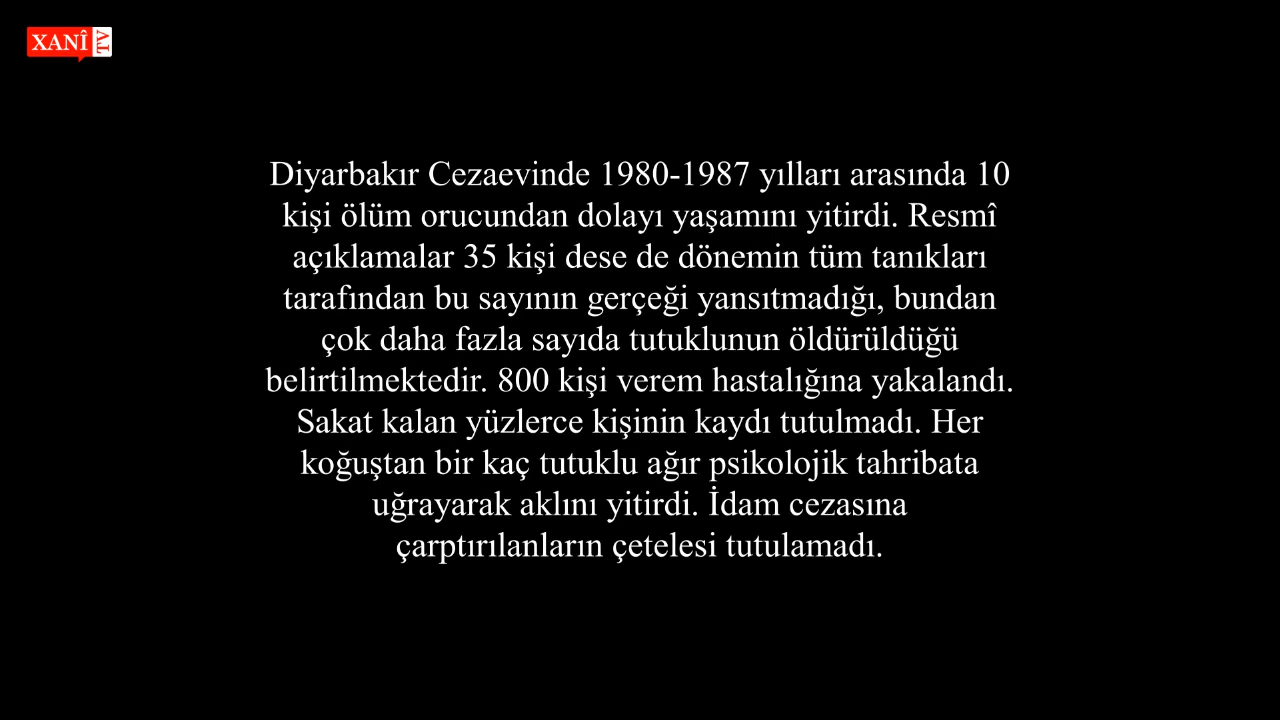 XANÎ TV
Diyarbakır Cezaevinde 1980-1987 yılları arasında 10
kişi ölüm orucundan dolayı yaşamını yitirdi. Resmî
açıklamalar 35 kişi dese de dönemin tüm tanıkları
tarafından bu sayının gerçeği yansıtmadığı, bundan
çok daha fazla sayıda tutuklunun öldürüldüğü
belirtilmektedir. 800 kişi verem hastalığına yakalandı.
Sakat kalan yüzlerce kişinin kaydı tutulmadı. Her
koğuştan bir kaç tutuklu ağır psikolojik tahribata
uğrayarak aklını yitirdi. İdam cezasına
çarptırılanların çetelesi tutulamadı.